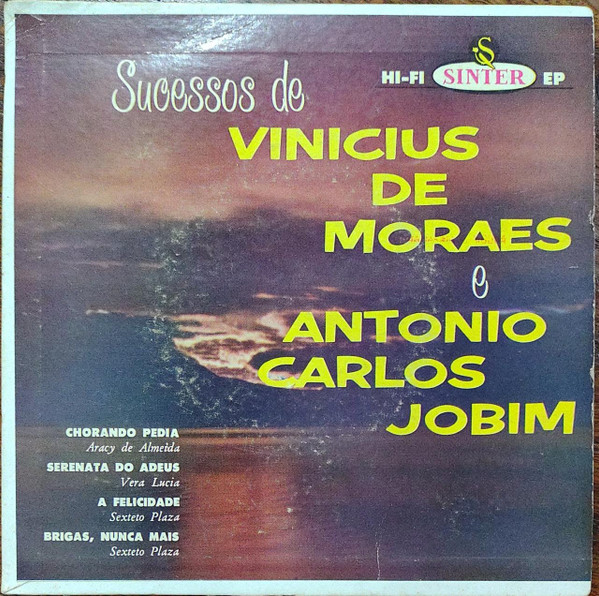 Sucessos de
HI-FI SINTER EP
VINICIUS
DE
MORAES
e
ANTONIO
CARLOS
JOBIM
CHORANDO PEDIA
Aracy de Almeida
SERENATA DO ADEUS
Vera Lucia
A FELICIDADE
Sexteto Plaza
BRIGAS, NUNCA MAIS
Sexteto Plaza